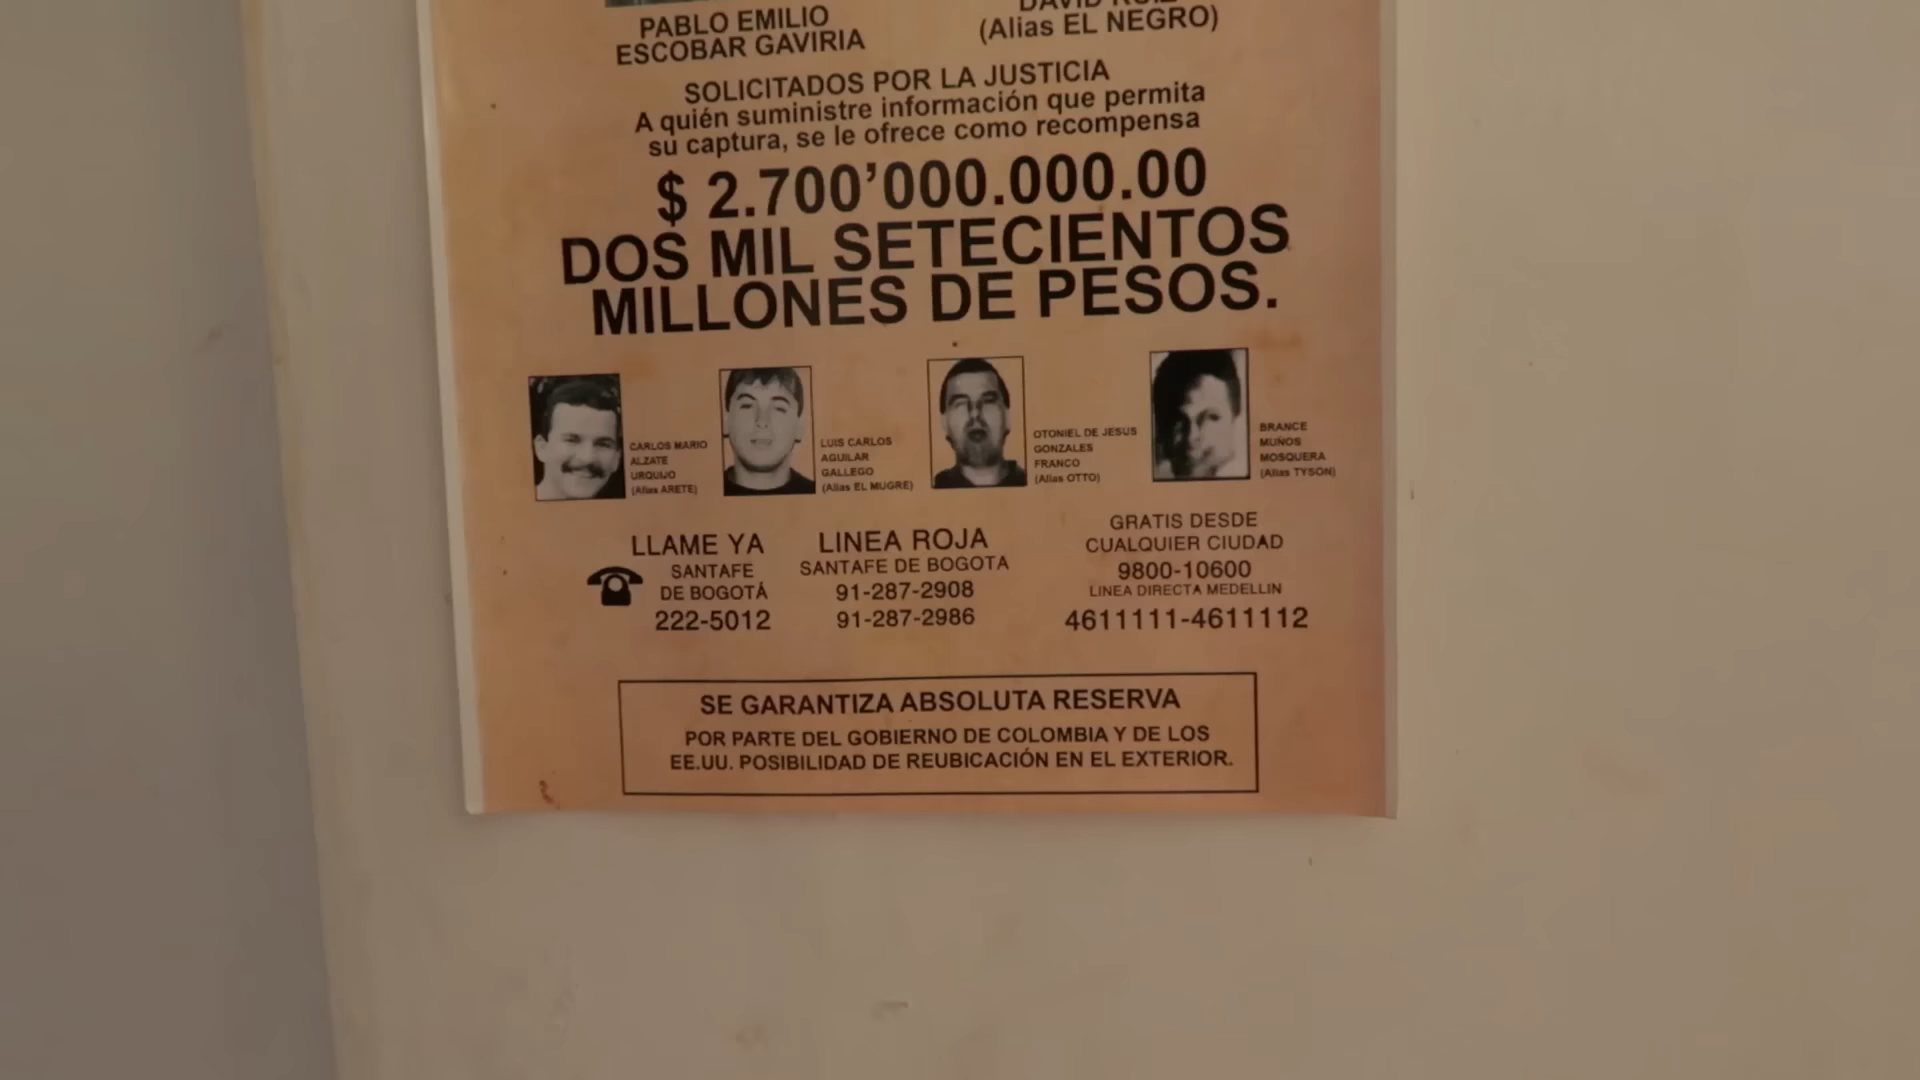 PABLO EMILIO
ESCOBAR GAVIRIA
DAVID RUIZ
(Alias EL NEGRO)
SOLICITADOS POR LA JUSTICIA
A quién suministre información que permita
su captura, se le ofrece como recompensa
$ 2.700’000.000.00
DOS MIL SETECIENTOS
MILLONES DE PESOS.
CARLOS MARIO
ALZATE
URQUIJO
(Alias ARETE)
LUIS CARLOS
AGUILAR
GALLEGO
(Alias EL MUGRE)
OTONIEL DE JESUS
GONZALES
FRANCO
(Alias OTTO)
BRANCE
MUÑOS
MOSQUERA
(Alias TYSON)
LLAME YA
SANTAFE
DE BOGOTÁ
222-5012
LINEA ROJA
SANTAFE DE BOGOTA
91-287-2908
91-287-2986
GRATIS DESDE
CUALQUIER CIUDAD
9800-10600
LINEA DIRECTA MEDELLIN
4611111-4611112
SE GARANTIZA ABSOLUTA RESERVA
POR PARTE DEL GOBIERNO DE COLOMBIA Y DE LOS
EE.UU. POSIBILIDAD DE REUBICACIÓN EN EL EXTERIOR.